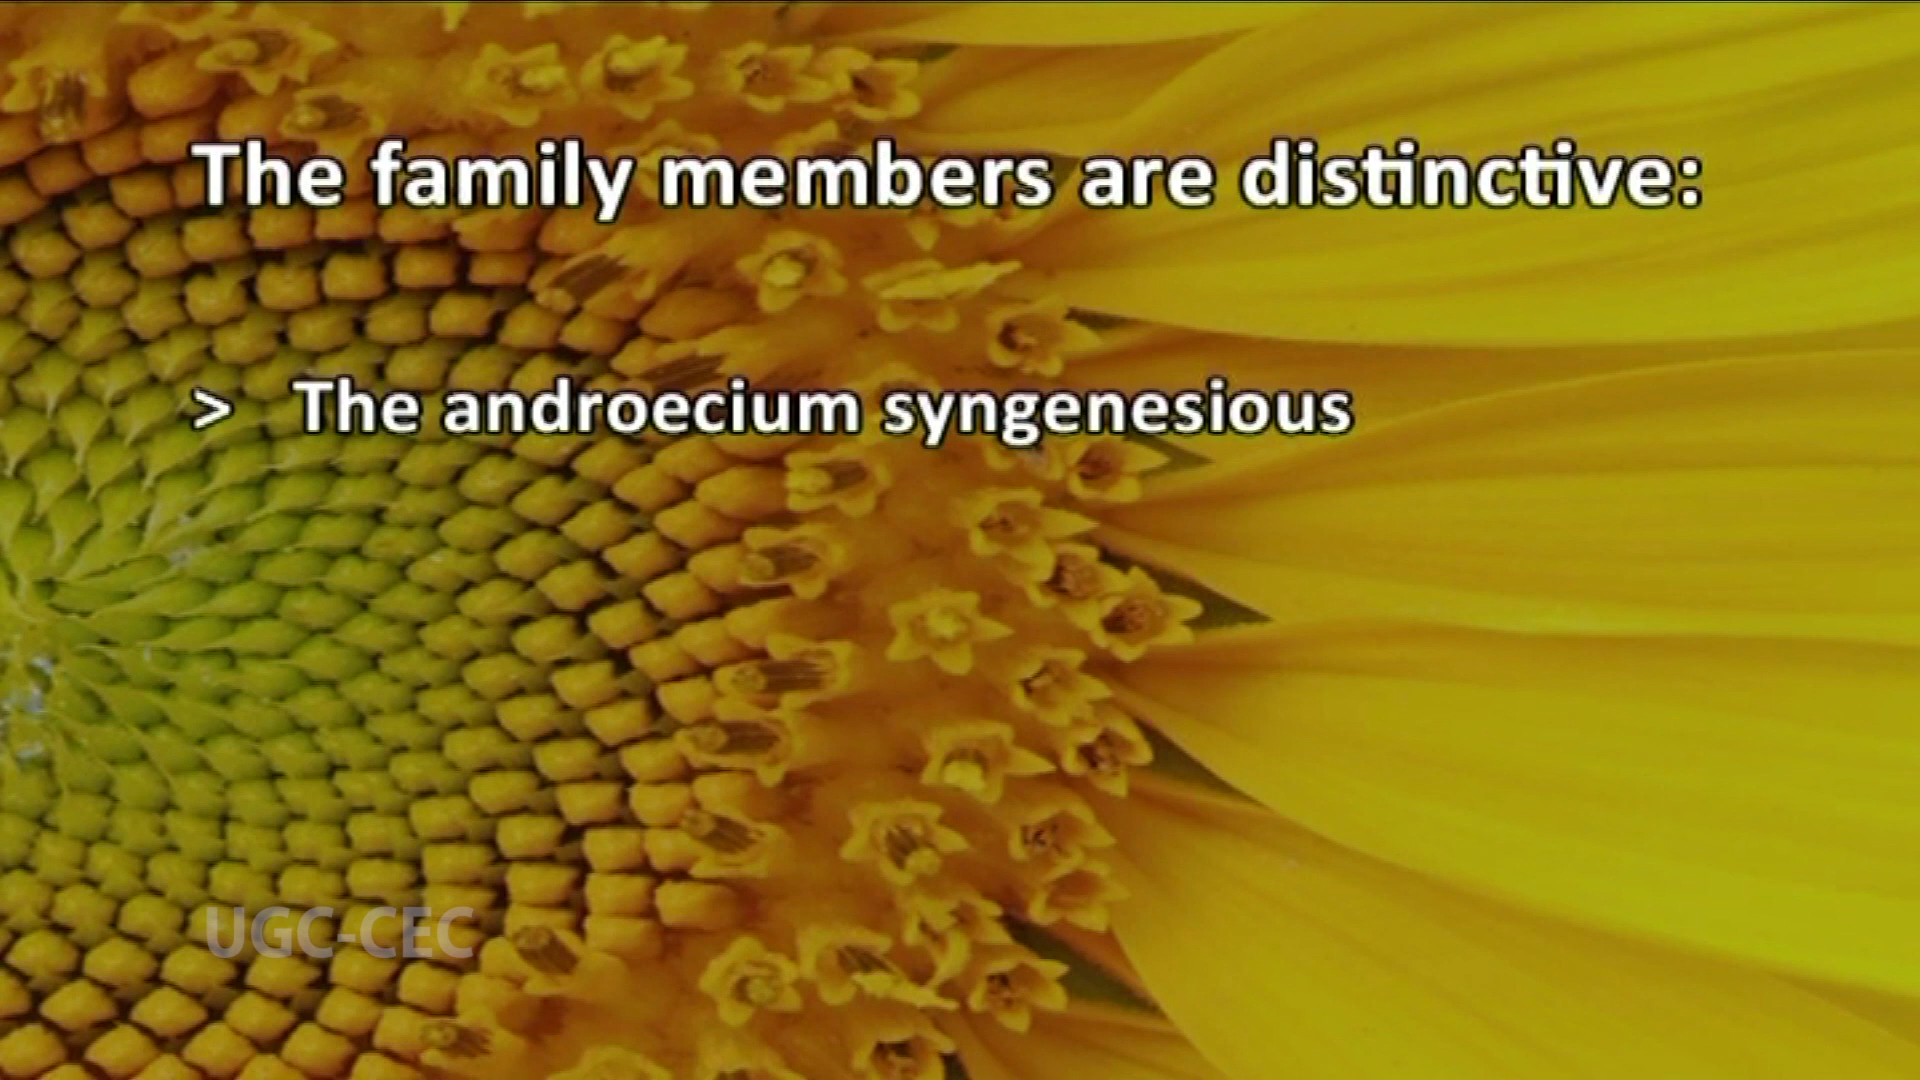 The family members are distinctive:
> The androecium syngenesious
UGC-CEC